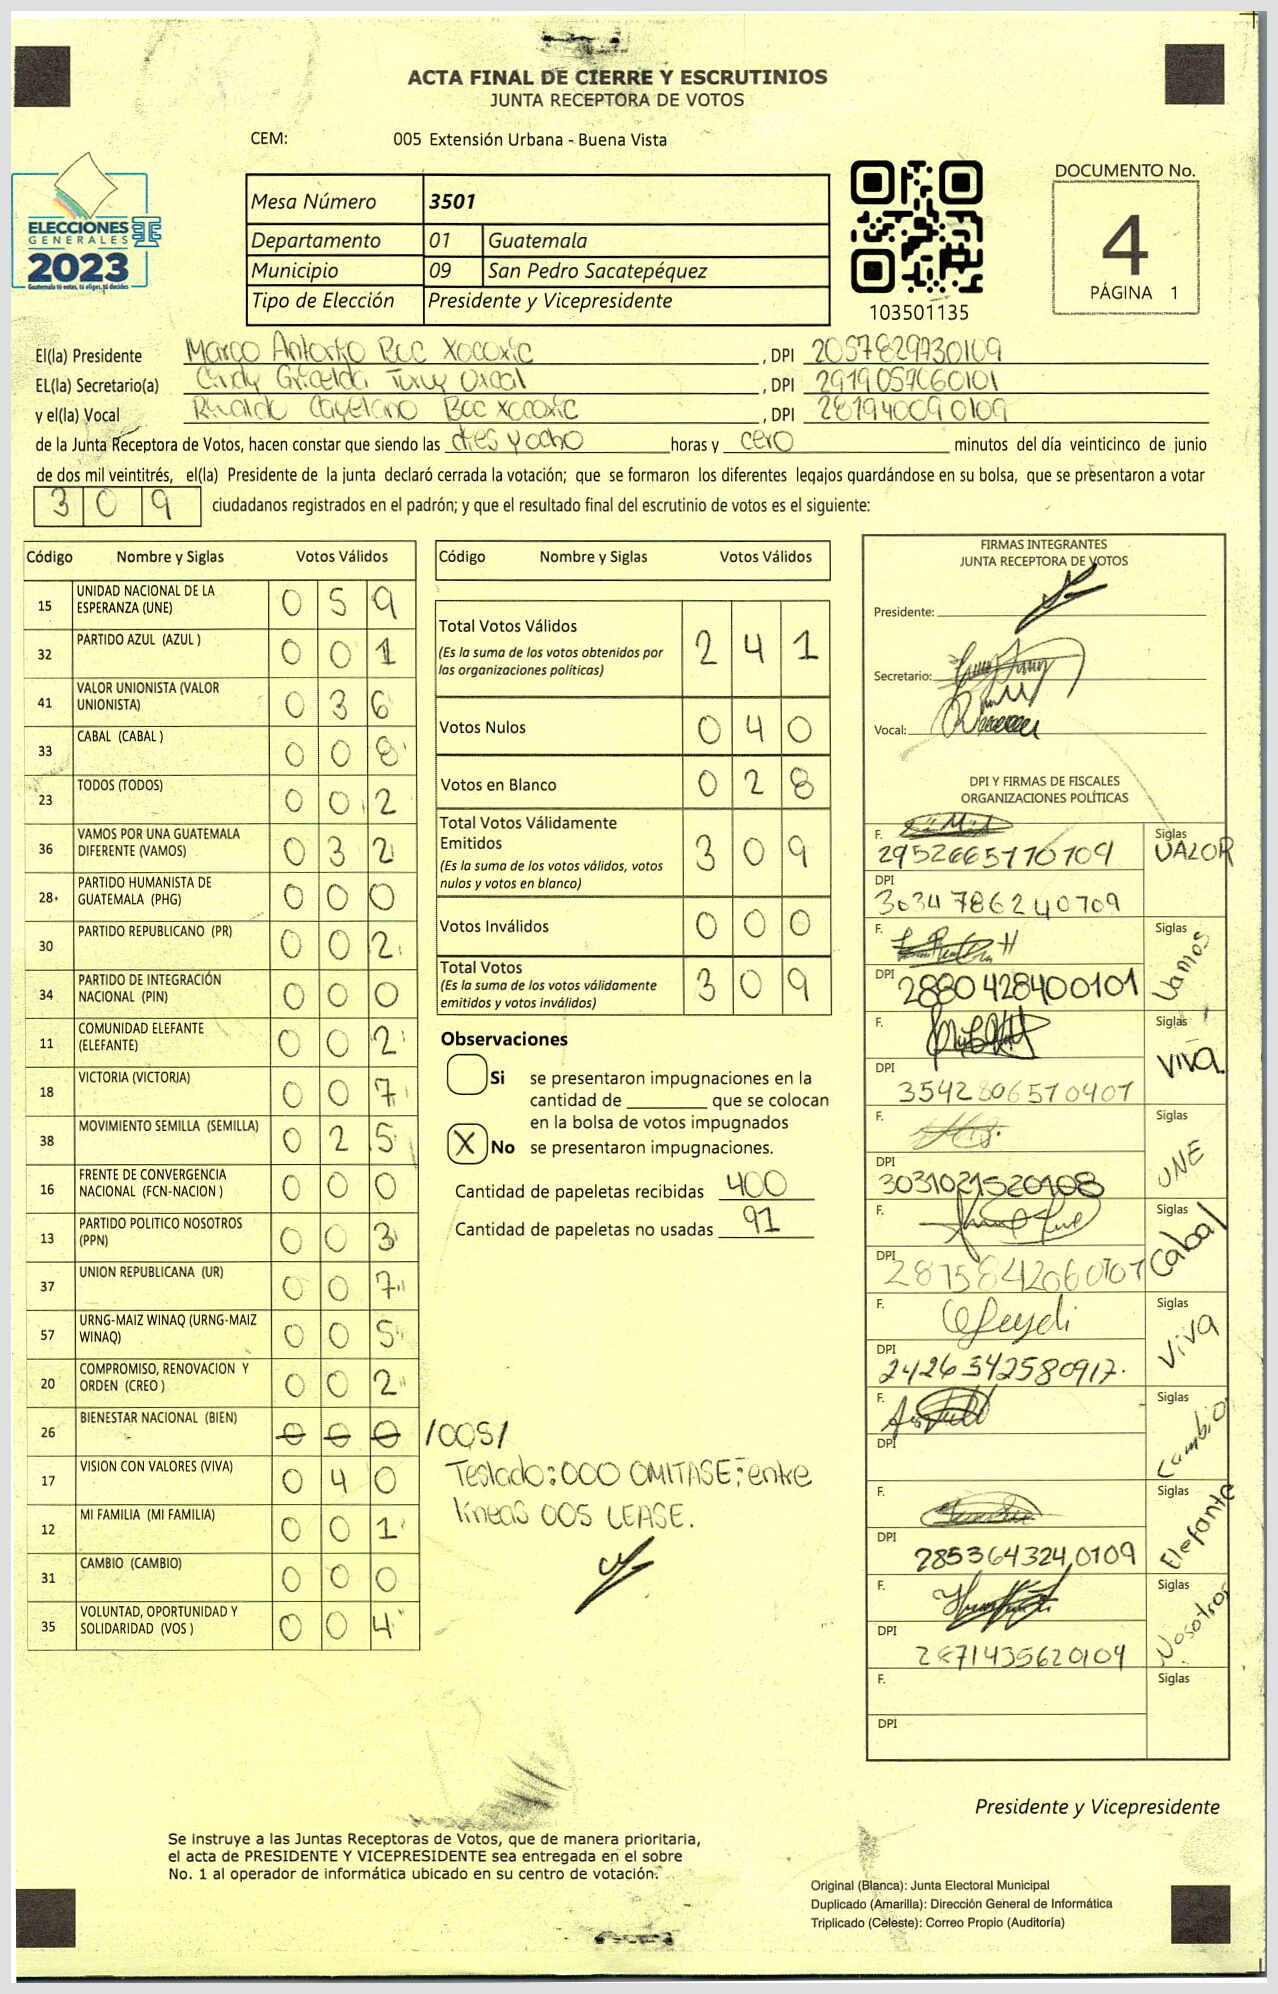 ACTA FINAL DE CIERRE Y ESCRUTINIOS
JUNTA RECEPTORA DE VOTOS
CEM: 005 Extensión Urbana - Buena Vista
ELECCIONES
GENERALES
2023
Guatemala tú votas, tú eliges, tú decides
Mesa Número 3501
Departamento 01 Guatemala
Municipio 09 San Pedro Sacatepéquez
Tipo de Elección Presidente y Vicepresidente
103501135
DOCUMENTO No.
4
PÁGINA 1
El(la) Presidente Marco Antonio Boc Xocoxic, DPI 2057829730109
EL(la) Secretario(a) Cindy Griselda, DPI 2919057060101
y el(la) Vocal Cayetano Boc Xocoxic, DPI 281940090109
de la Junta Receptora de Votos, hacen constar que siendo las dies y ocho horas y cero minutos del día veinticinco de junio
de dos mil veintitrés, el(la) Presidente de la junta declaró cerrada la votación; que se formaron los diferentes legajos guardándose en su bolsa, que se presentaron a votar
309 ciudadanos registrados en el padrón; y que el resultado final del escrutinio de votos es el siguiente:
Código Nombre y Siglas Votos Válidos
15 UNIDAD NACIONAL DE LA ESPERANZA (UNE) 0 5 9
32 PARTIDO AZUL (AZUL ) 0 0 1
41 VALOR UNIONISTA (VALOR UNIONISTA) 0 3 6
33 CABAL (CABAL ) 0 0 8
23 TODOS (TODOS) 0 0 2
36 VAMOS POR UNA GUATEMALA DIFERENTE (VAMOS) 0 3 2
28 PARTIDO HUMANISTA DE GUATEMALA (PHG) 0 0 0
30 PARTIDO REPUBLICANO (PR) 0 0 2
34 PARTIDO DE INTEGRACIÓN NACIONAL (PIN) 0 0 0
11 COMUNIDAD ELEFANTE (ELEFANTE) 0 0 2
18 VICTORIA (VICTORIA) 0 0 7
38 MOVIMIENTO SEMILLA (SEMILLA) 0 2 5
16 FRENTE DE CONVERGENCIA NACIONAL (FCN-NACION ) 0 0 0
13 PARTIDO POLITICO NOSOTROS (PPN) 0 0 3
37 UNION REPUBLICANA (UR) 0 0 7
57 URNG-MAIZ WINAQ (URNG-MAIZ WINAQ) 0 0 5
20 COMPROMISO, RENOVACION Y ORDEN (CREO ) 0 0 2
26 BIENESTAR NACIONAL (BIEN) 0 0 0 /005/
17 VISION CON VALORES (VIVA) 0 4 0
12 MI FAMILIA (MI FAMILIA) 0 0 1
31 CAMBIO (CAMBIO) 0 0 0
35 VOLUNTAD, OPORTUNIDAD Y SOLIDARIDAD (VOS ) 0 0 4
Código Nombre y Siglas Votos Válidos
Total Votos Válidos 2 4 1
(Es la suma de los votos obtenidos por
las organizaciones políticas)
Votos Nulos 0 4 0
Votos en Blanco 0 2 8
Total Votos Válidamente
Emitidos 3 0 9
(Es la suma de los votos válidos, votos
nulos y votos en blanco)
Votos Inválidos 0 0 0
Total Votos 3 0 9
(Es la suma de los votos válidamente
emitidos y votos inválidos)
Observaciones
Si se presentaron impugnaciones en la
cantidad de ________ que se colocan
en la bolsa de votos impugnados
X No se presentaron impugnaciones.
Cantidad de papeletas recibidas 400
Cantidad de papeletas no usadas 91
Testado: 000 OMITASE; entre
lineas 005 LEASE.
FIRMAS INTEGRANTES
JUNTA RECEPTORA DE VOTOS
Presidente:
Secretario:
Vocal:
DPI Y FIRMAS DE FISCALES
ORGANIZACIONES POLÍTICAS
F. Siglas
2952665770709 VALOR
DPI
3034786240709
F. Siglas
DPI 2880428400101 Vamos
F. Siglas
DPI 3542806570407 VIVA
F. Siglas
DPI 3031021520108 UNE
F. Siglas
DPI 2875842060101 Cabal
F. Siglas
DPI 2426342580917. Viva
F. Siglas
DPI Cambio
F. Siglas
DPI 2853643240109 Elefante
F. Siglas
DPI 2871435620109 Nosotros
F. Siglas
DPI
Presidente y Vicepresidente
Se instruye a las Juntas Receptoras de Votos, que de manera prioritaria,
el acta de PRESIDENTE Y VICEPRESIDENTE sea entregada en el sobre
No. 1 al operador de informática ubicado en su centro de votación.
Original (Blanca): Junta Electoral Municipal
Duplicado (Amarilla): Dirección General de Informática
Triplicado (Celeste): Correo Propio (Auditoría)